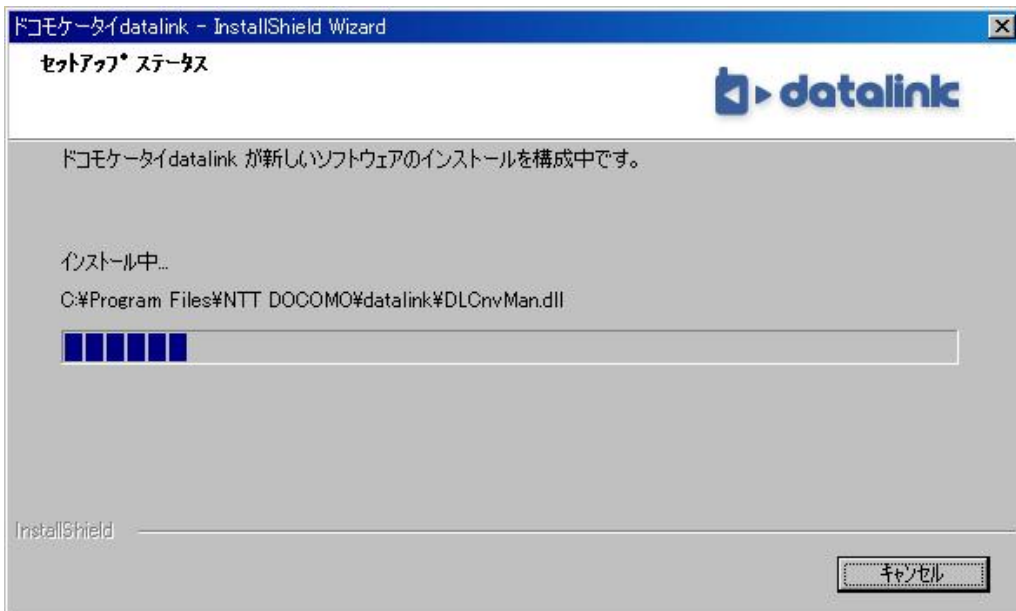 ドコモケータイdatalink - InstallShield Wizard
セットアップ ステータス
datalink
ドコモケータイdatalink が新しいソフトウェアのインストールを構成中です。
インストール中...
C:¥Program Files¥NTT DOCOMO¥datalink¥DLCnvMan.dll
InstallShield
キャンセル